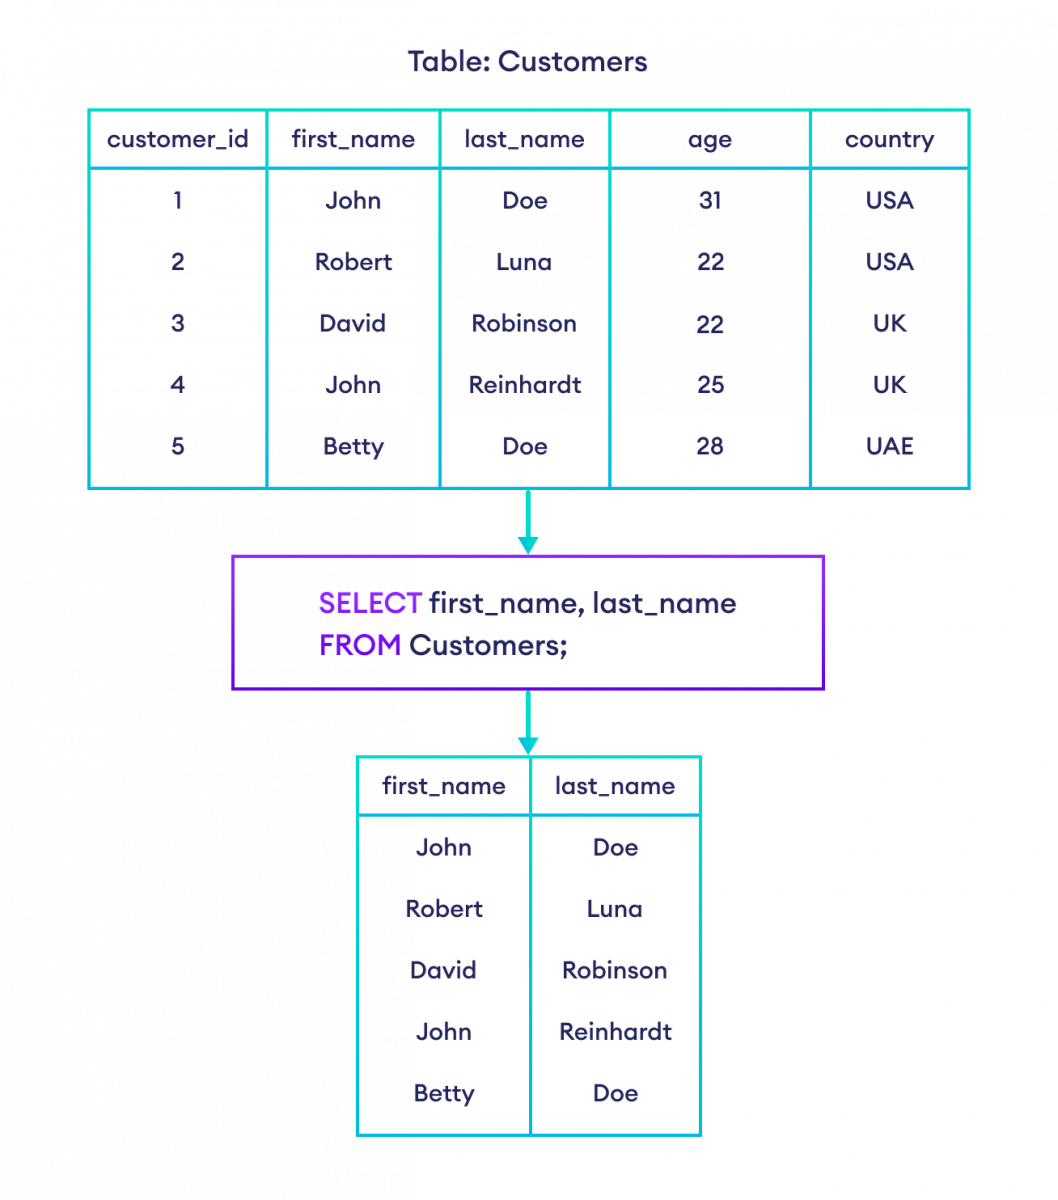 Table: Customers
customer_id first_name last_name age country
1 John Doe 31 USA
2 Robert Luna 22 USA
3 David Robinson 22 UK
4 John Reinhardt 25 UK
5 Betty Doe 28 UAE
SELECT first_name, last_name
FROM Customers;
first_name last_name
John Doe
Robert Luna
David Robinson
John Reinhardt
Betty Doe